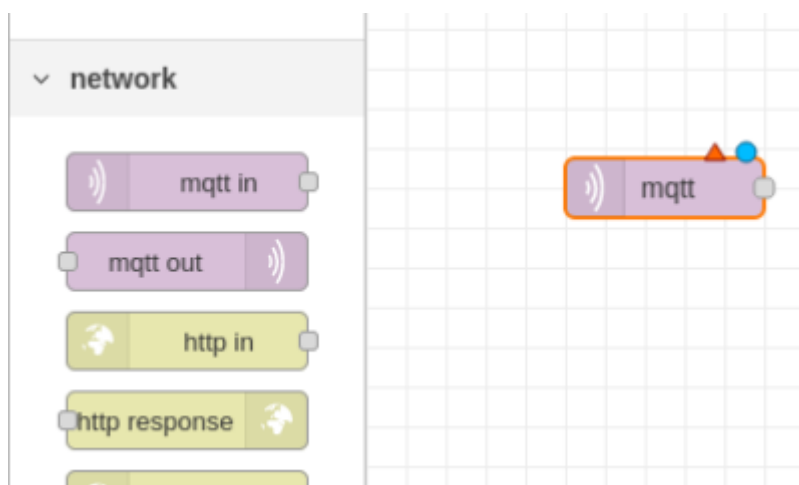 network
mqtt in
mqtt
mqtt out
http in
http response